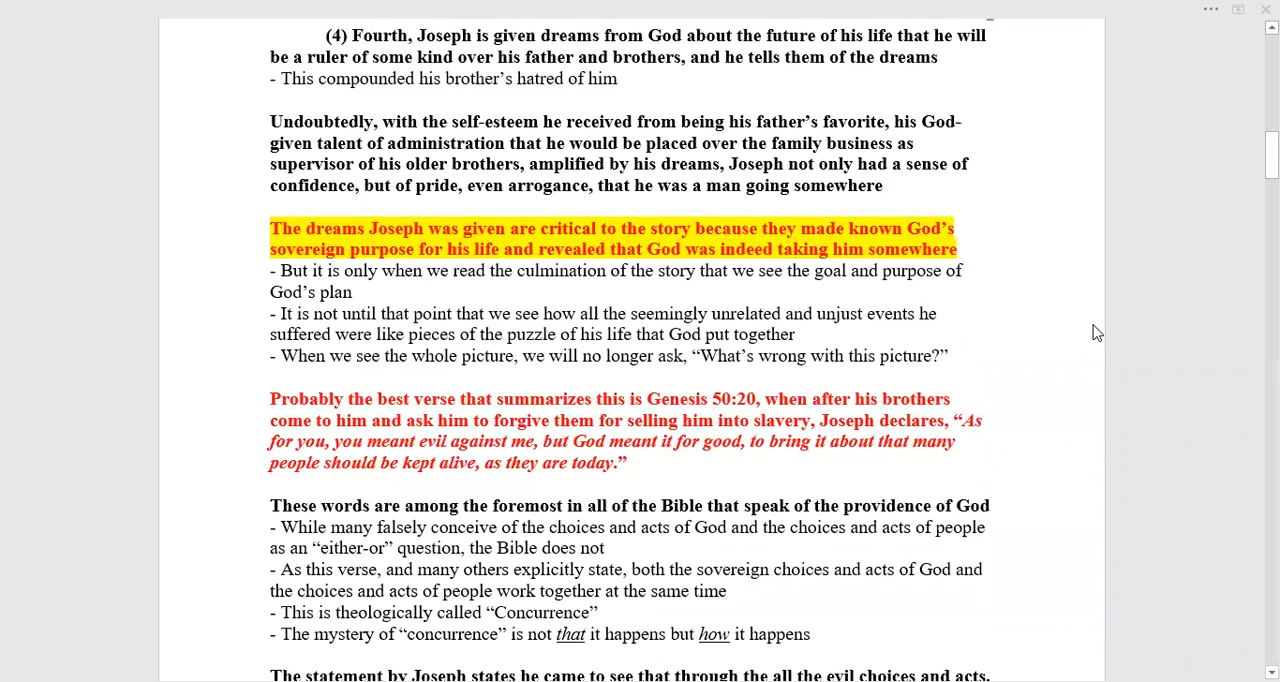 (4) Fourth, Joseph is given dreams from God about the future of his life that he will
be a ruler of some kind over his father and brothers, and he tells them of the dreams
- This compounded his brother’s hatred of him
Undoubtedly, with the self-esteem he received from being his father’s favorite, his God-
given talent of administration that he would be placed over the family business as
supervisor of his older brothers, amplified by his dreams, Joseph not only had a sense of
confidence, but of pride, even arrogance, that he was a man going somewhere
The dreams Joseph was given are critical to the story because they made known God’s
sovereign purpose for his life and revealed that God was indeed taking him somewhere
- But it is only when we read the culmination of the story that we see the goal and purpose of
God’s plan
- It is not until that point that we see how all the seemingly unrelated and unjust events he
suffered were like pieces of the puzzle of his life that God put together
- When we see the whole picture, we will no longer ask, “What’s wrong with this picture?”
Probably the best verse that summarizes this is Genesis 50:20, when after his brothers
come to him and ask him to forgive them for selling him into slavery, Joseph declares, “As
for you, you meant evil against me, but God meant it for good, to bring it about that many
people should be kept alive, as they are today.”
These words are among the foremost in all of the Bible that speak of the providence of God
- While many falsely conceive of the choices and acts of God and the choices and acts of people
as an “either-or” question, the Bible does not
- As this verse, and many others explicitly state, both the sovereign choices and acts of God and
the choices and acts of people work together at the same time
- This is theologically called “Concurrence”
- The mystery of “concurrence” is not that it happens but how it happens
The statement by Joseph states he came to see that through the all the evil choices and acts,